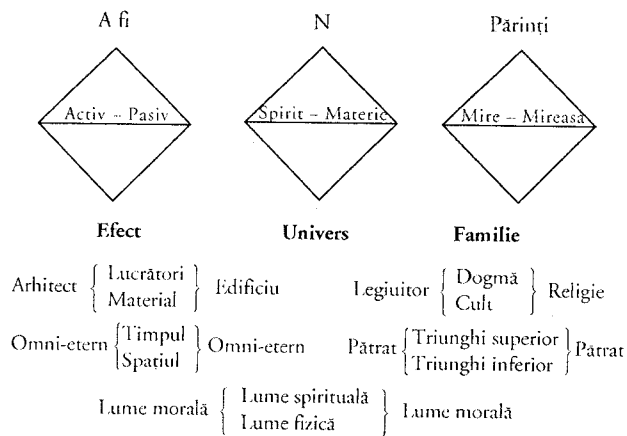 A fi N Părinți
Activ – Pasiv Spirit – Materie Mire – Mireasă
Efect Univers Familie
Arhitect { Lucrători } Edificiu Legiuitor { Dogmă } Religie
Material Cult
Omni-etern { Timpul } Omni-etern Pătrat { Triunghi superior } Pătrat
Spațiul Triunghi inferior
Lume morală { Lume spirituală } Lume morală
Lume fizică